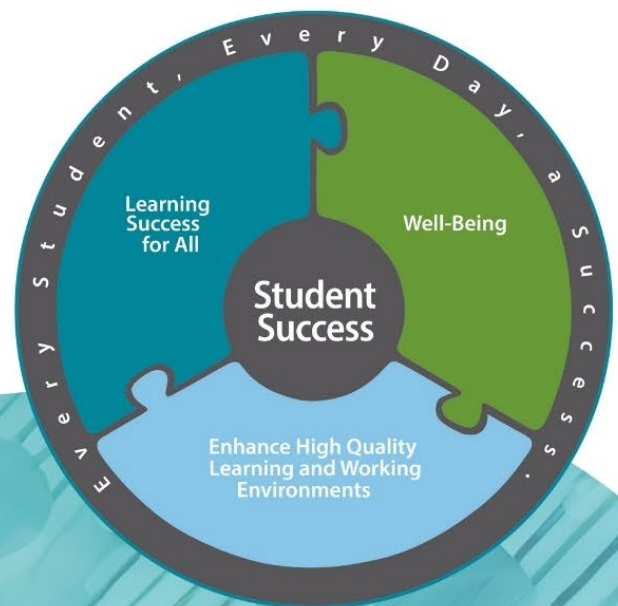 Every Student, Every Day, a Success.
Learning
Success
for All
Well-Being
Student
Success
Enhance High Quality
Learning and Working
Environments